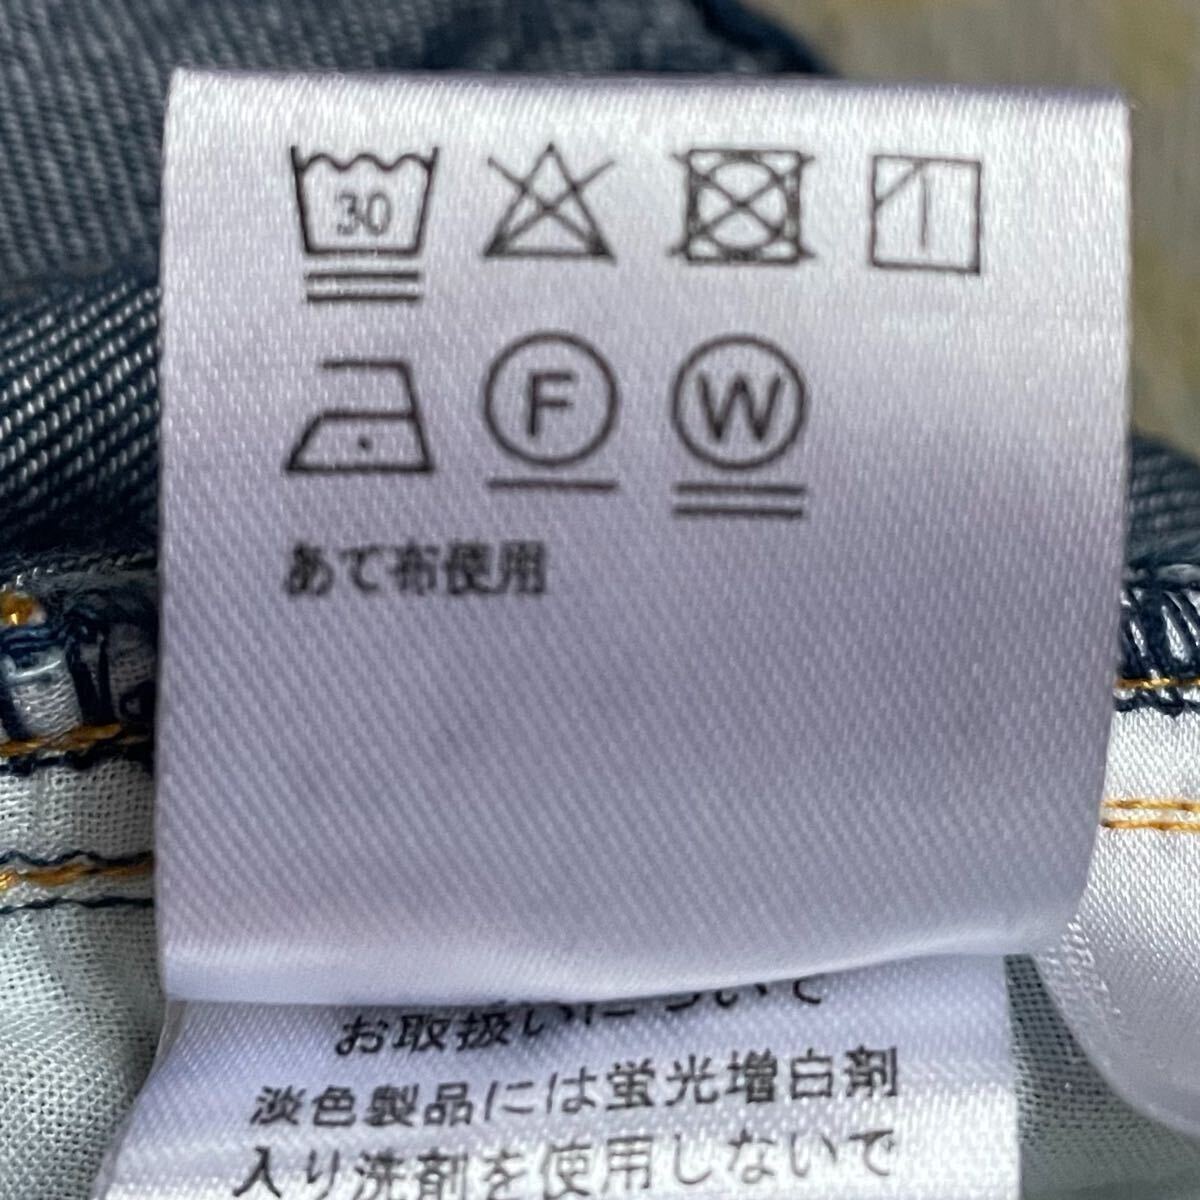 30
F W
あて布使用
お取扱いについて
淡色製品には蛍光増白剤
入り洗剤を使用しないで